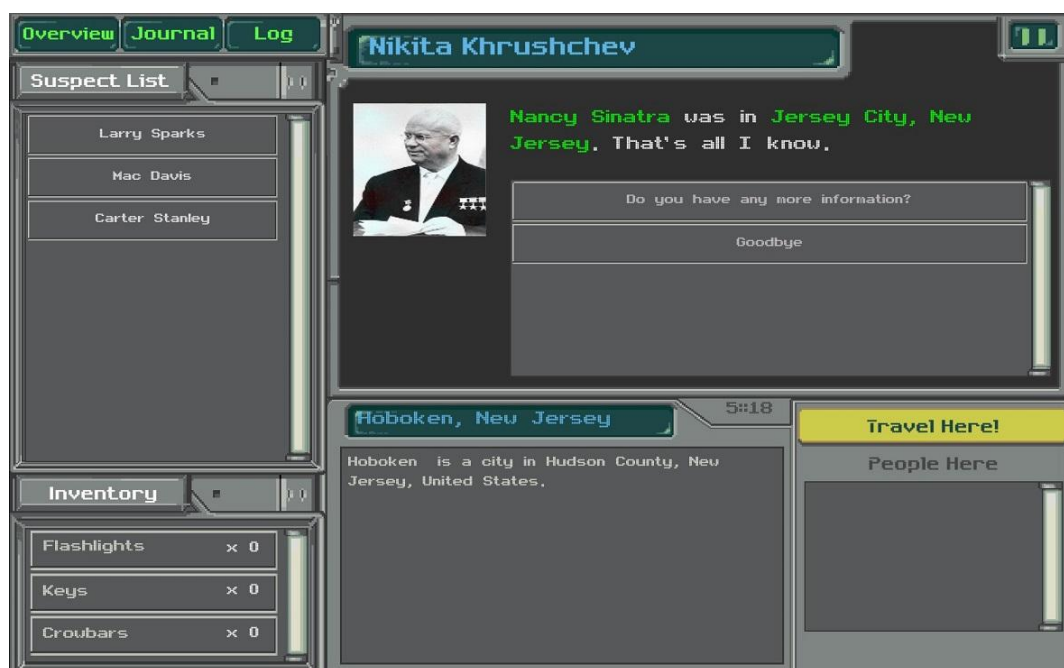 Overview Journal Log
Suspect List
Larry Sparks
Mac Davis
Carter Stanley
Inventory
Flashlights x 0
Keys x 0
Crowbars x 0
Nikita Khrushchev
Nancy Sinatra was in Jersey City, New
Jersey. That's all I know.
Do you have any more information?
Goodbye
Hoboken, New Jersey
5::18
Hoboken is a city in Hudson County, New
Jersey, United States.
Travel Here!
People Here